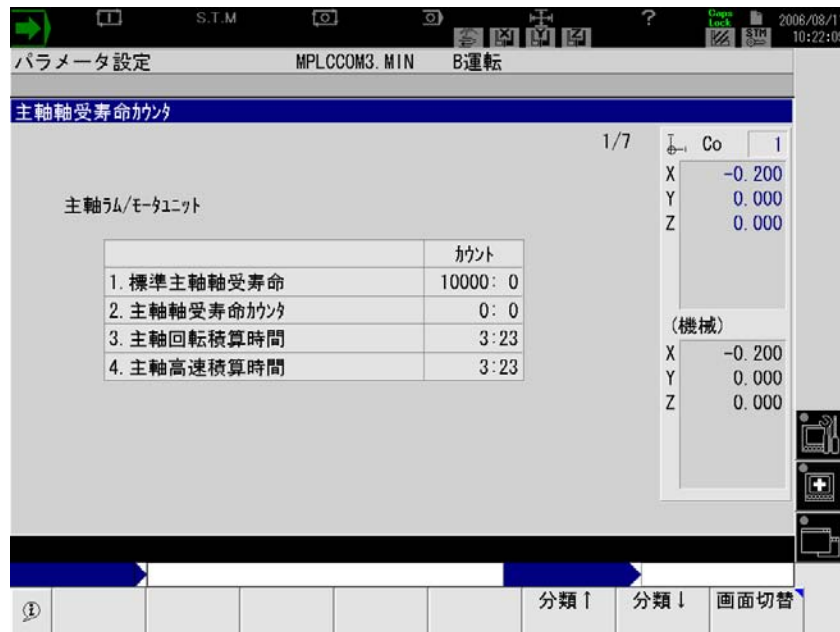 S.T.M
?
Caps Lock
STM
2006/08/1
10:22:09
パラメータ設定 MPLCCOM3.MIN B運転
主軸軸受寿命ｶｳﾝﾀ
1/7
Co 1
X -0.200
Y 0.000
Z 0.000
主軸ﾗﾑ/ﾓｰﾀﾕﾆｯﾄ
ｶｳﾝﾄ
1.標準主軸軸受寿命 10000: 0
2.主軸軸受寿命ｶｳﾝﾀ 0: 0
3.主軸回転積算時間 3:23
4.主軸高速積算時間 3:23
(機械)
X -0.200
Y 0.000
Z 0.000
分類↑ 分類↓ 画面切替